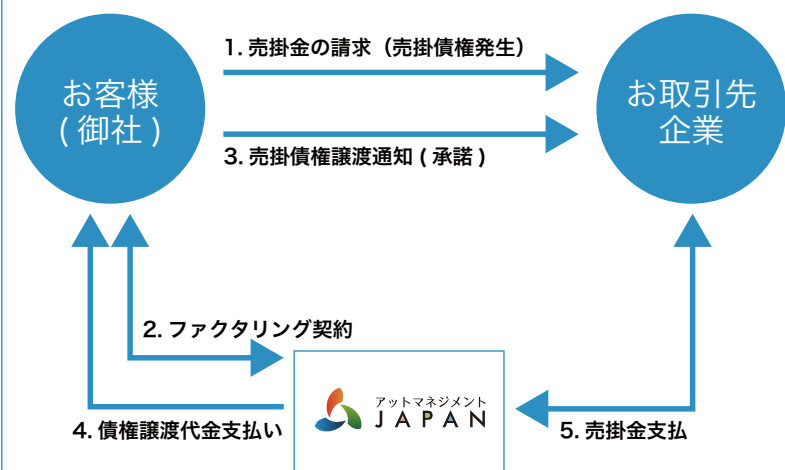 1. 売掛金の請求（売掛債権発生）
お客様
( 御社 )
お取引先
企業
3. 売掛債権譲渡通知 ( 承諾 )
2. ファクタリング契約
アットマネジメント
JAPAN
4. 債権譲渡代金支払い
5. 売掛金支払